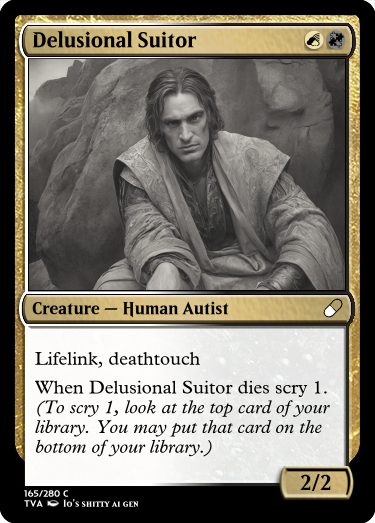 Delusional Suitor
Creature — Human Autist
Lifelink, deathtouch
When Delusional Suitor dies scry 1.
(To scry 1, look at the top card of your
library. You may put that card on the
bottom of your library.)
2/2
165/280 C
TVA Io's shitty ai gen